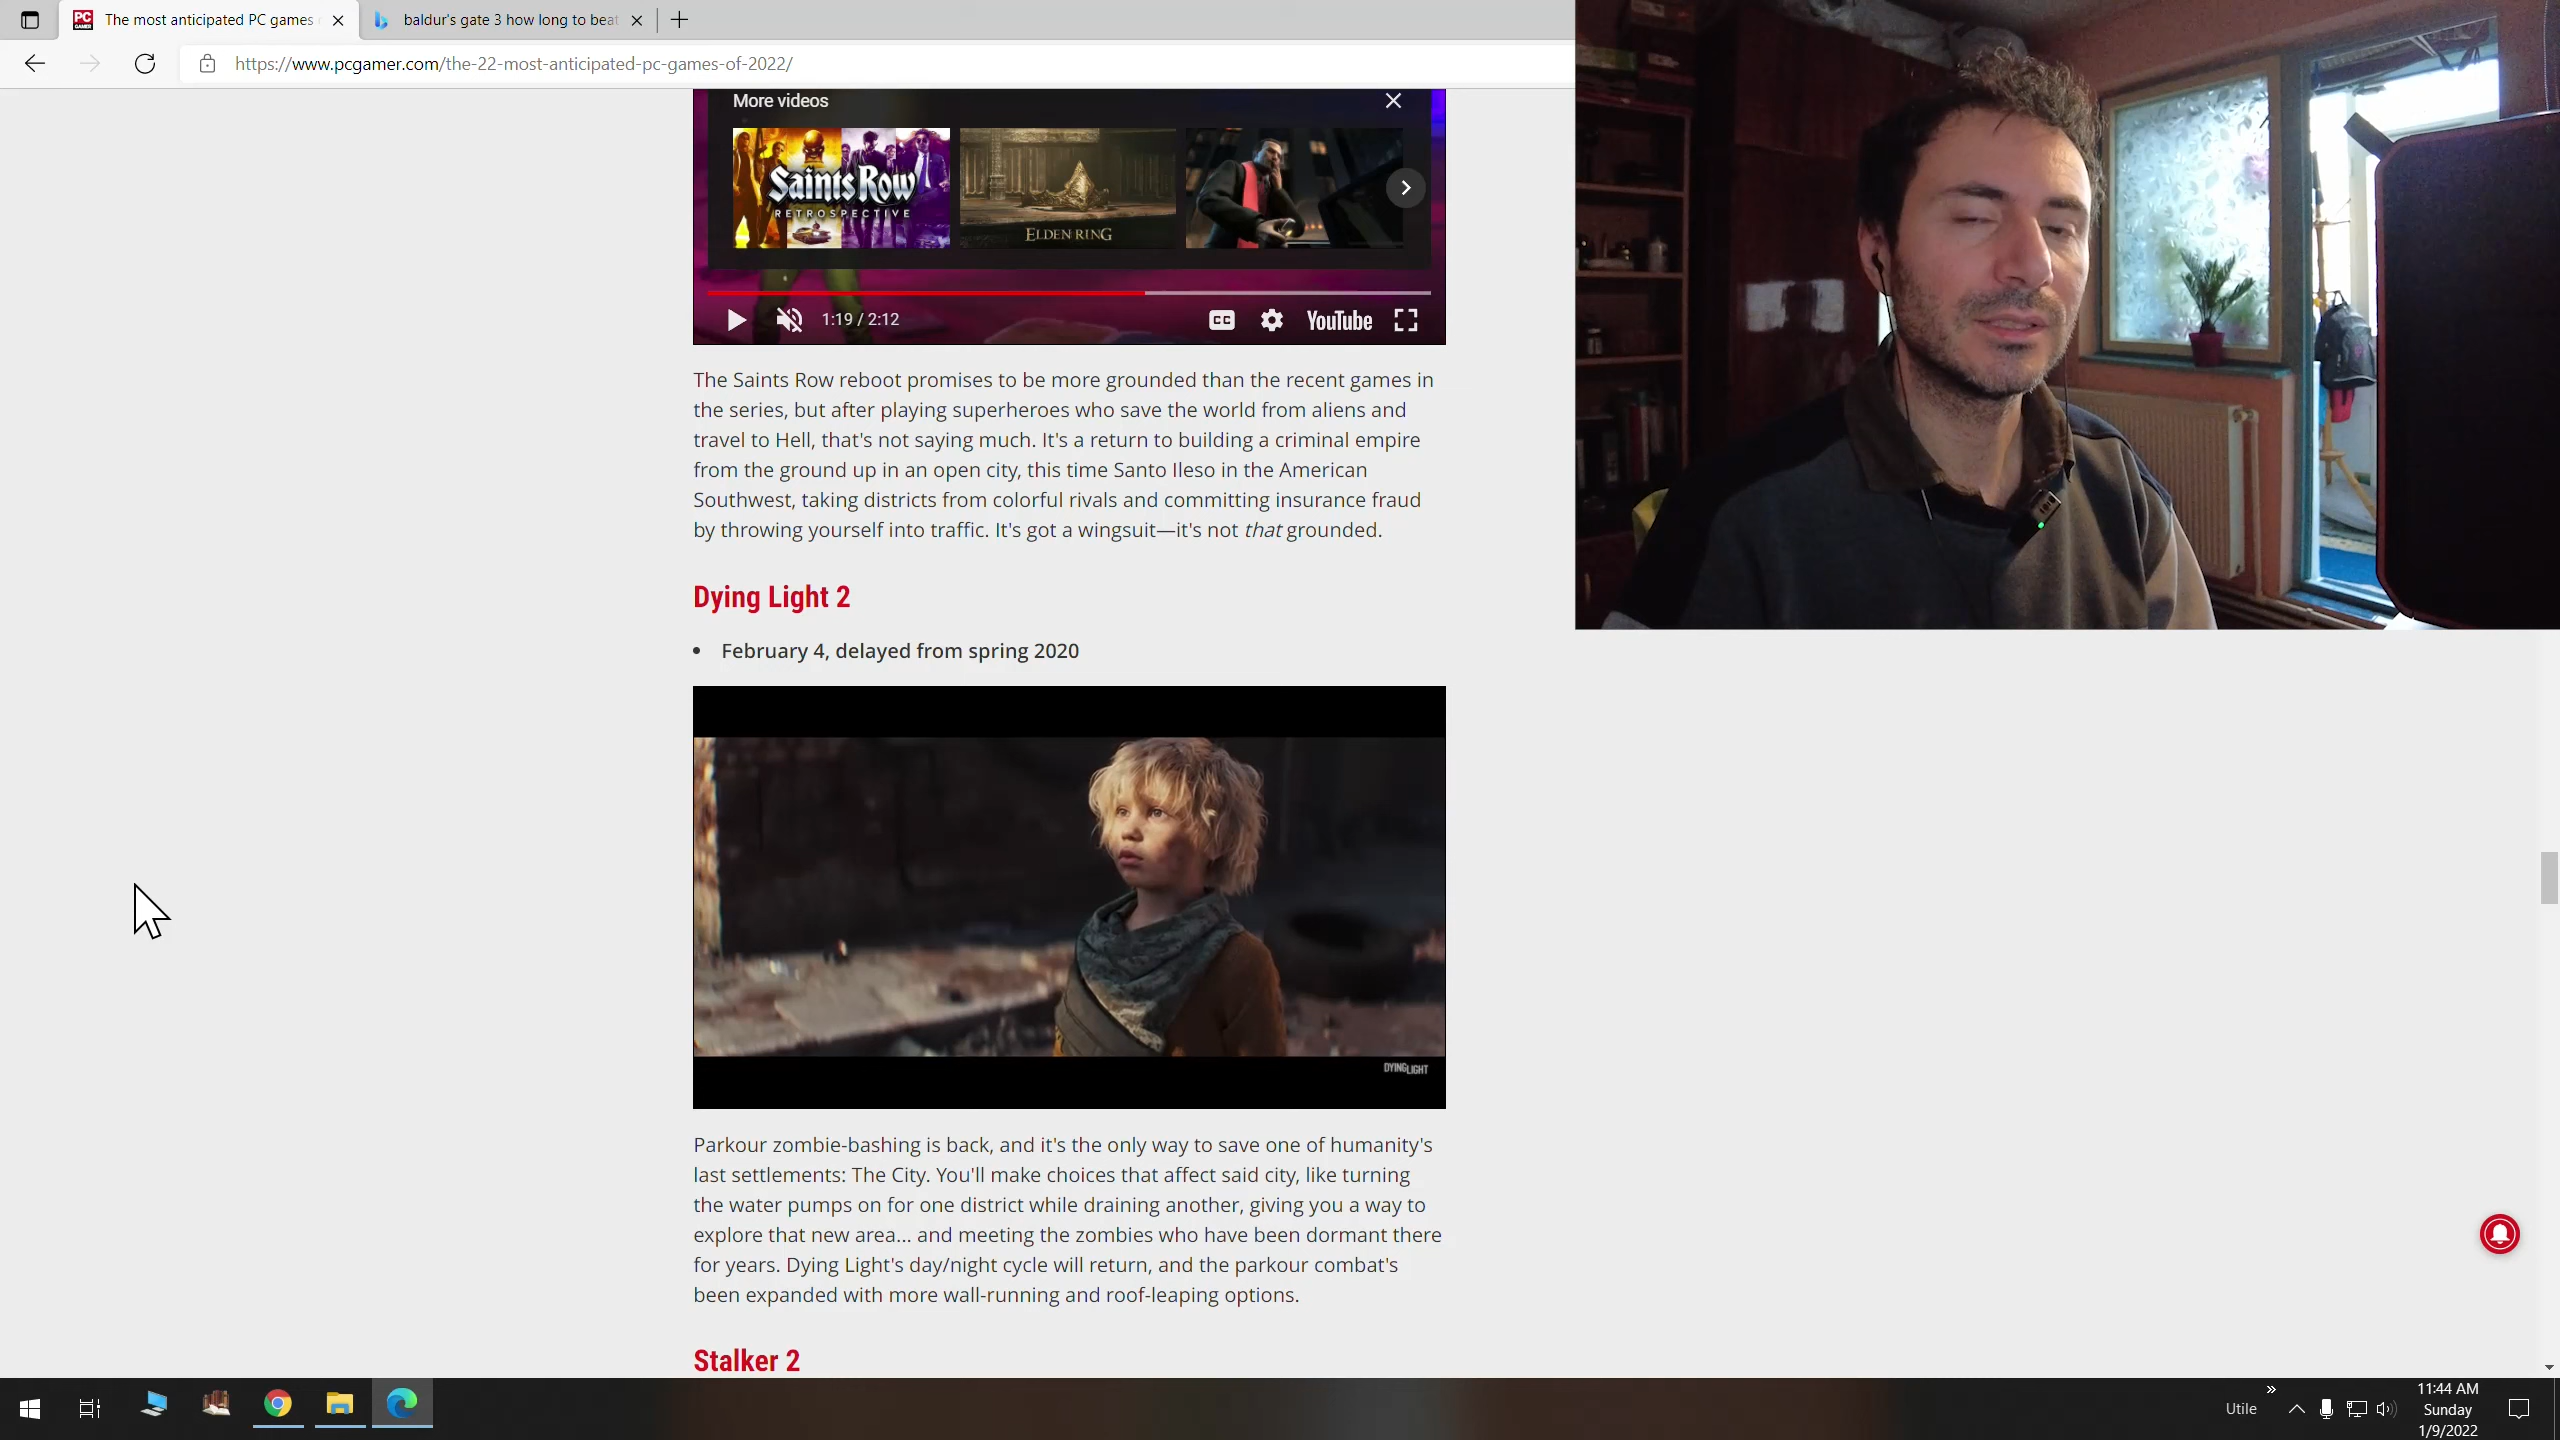 PC GAMER
The most anticipated PC games
baldur's gate 3 how long to beat
https://www.pcgamer.com/the-22-most-anticipated-pc-games-of-2022/
More videos
Saints Row
RETROSPECTIVE
ELDEN RING
1:19 / 2:12
CC
YouTube
The Saints Row reboot promises to be more grounded than the recent games in
the series, but after playing superheroes who save the world from aliens and
travel to Hell, that's not saying much. It's a return to building a criminal empire
from the ground up in an open city, this time Santo Ileso in the American
Southwest, taking districts from colorful rivals and committing insurance fraud
by throwing yourself into traffic. It's got a wingsuit—it's not that grounded.
Dying Light 2
• February 4, delayed from spring 2020
DYING LIGHT
Parkour zombie-bashing is back, and it's the only way to save one of humanity's
last settlements: The City. You'll make choices that affect said city, like turning
the water pumps on for one district while draining another, giving you a way to
explore that new area... and meeting the zombies who have been dormant there
for years. Dying Light's day/night cycle will return, and the parkour combat's
been expanded with more wall-running and roof-leaping options.
Stalker 2
Utile
11:44 AM
Sunday
1/9/2022